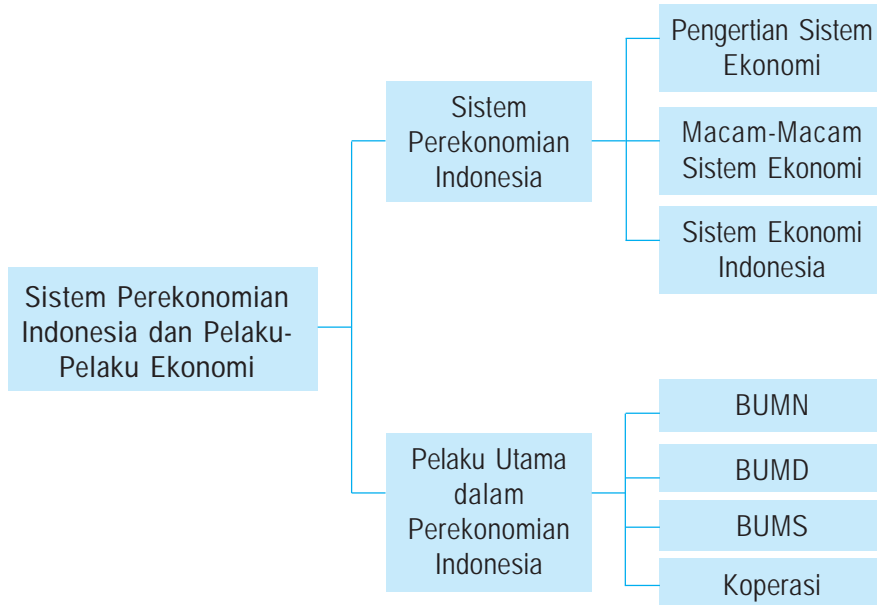 Sistem Perekonomian
Indonesia dan Pelaku-
Pelaku Ekonomi
Sistem
Perekonomian
Indonesia
Pengertian Sistem
Ekonomi
Macam-Macam
Sistem Ekonomi
Sistem Ekonomi
Indonesia
Pelaku Utama
dalam
Perekonomian
Indonesia
BUMN
BUMD
BUMS
Koperasi